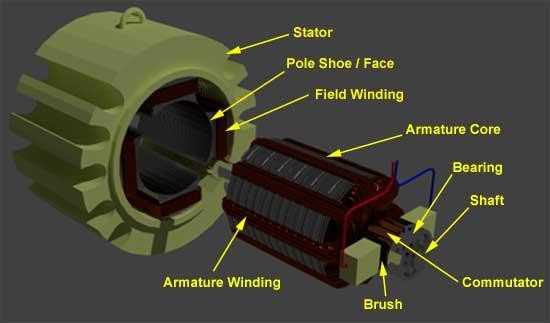 Stator
Pole Shoe / Face
Field Winding
Armature Core
Bearing
Shaft
Armature Winding
Commutator
Brush